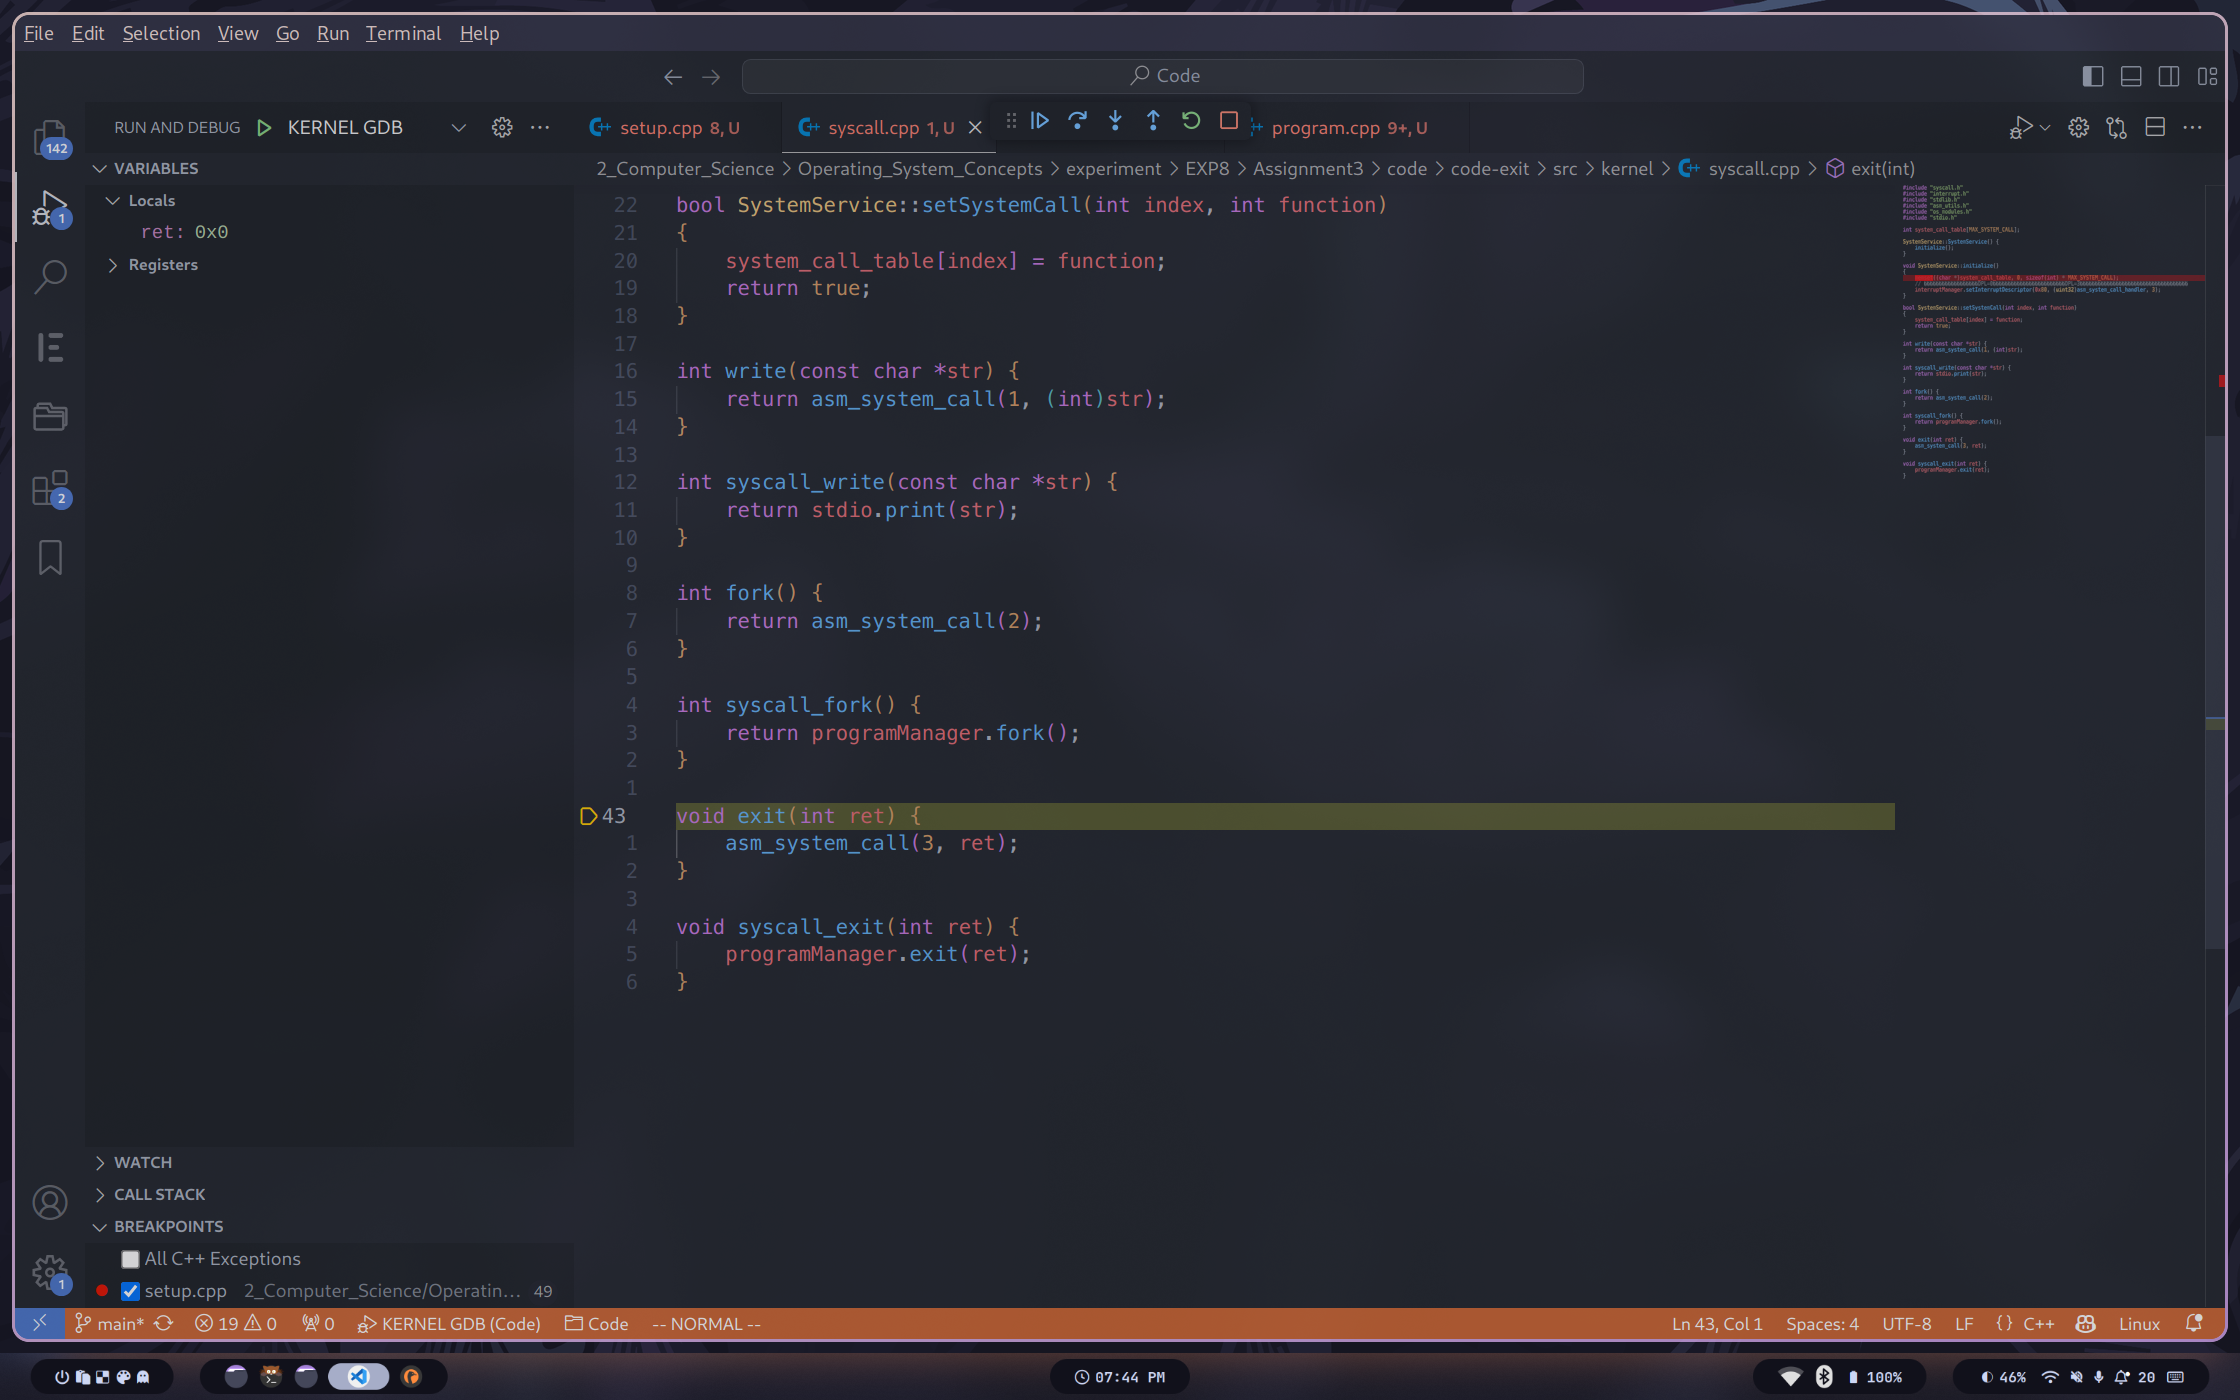 File Edit Selection View Go Run Terminal Help
Code
RUN AND DEBUG KERNEL GDB
setup.cpp 8, U syscall.cpp 1, U program.cpp 9+, U
2_Computer_Science > Operating_System_Concepts > experiment > EXP8 > Assignment3 > code > code-exit > src > kernel > syscall.cpp > exit(int)
VARIABLES
Locals
ret: 0x0
Registers
22 bool SystemService::setSystemCall(int index, int function)
21 {
20 system_call_table[index] = function;
19 return true;
18 }
17
16 int write(const char *str) {
15 return asm_system_call(1, (int)str);
14 }
13
12 int syscall_write(const char *str) {
11 return stdio.print(str);
10 }
9
8 int fork() {
7 return asm_system_call(2);
6 }
5
4 int syscall_fork() {
3 return programManager.fork();
2 }
1
43 void exit(int ret) {
1 asm_system_call(3, ret);
2 }
3
4 void syscall_exit(int ret) {
5 programManager.exit(ret);
6 }
142
1
2
1
WATCH
CALL STACK
BREAKPOINTS
All C++ Exceptions
setup.cpp 2_Computer_Science/Operatin... 49
main* 19 0 0 KERNEL GDB (Code) Code -- NORMAL -- Ln 43, Col 1 Spaces: 4 UTF-8 LF {} C++ Linux
07:44 PM 100% 46% 20